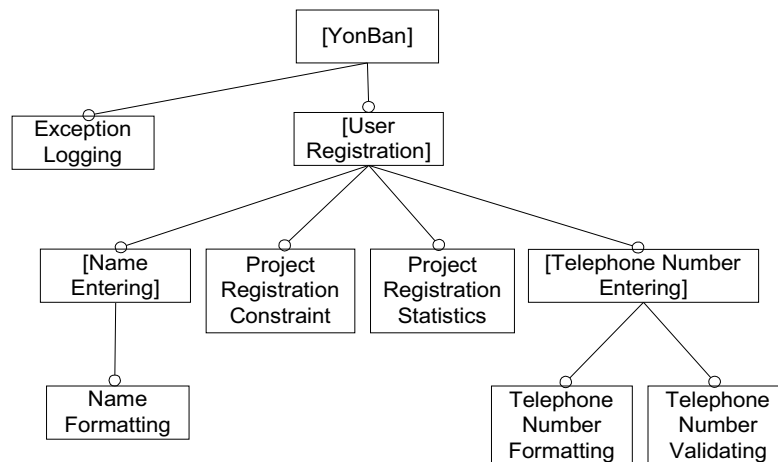 [YonBan]
Exception
Logging
[User
Registration]
[Name
Entering]
Project
Registration
Constraint
Project
Registration
Statistics
[Telephone Number
Entering]
Name
Formatting
Telephone
Number
Formatting
Telephone
Number
Validating